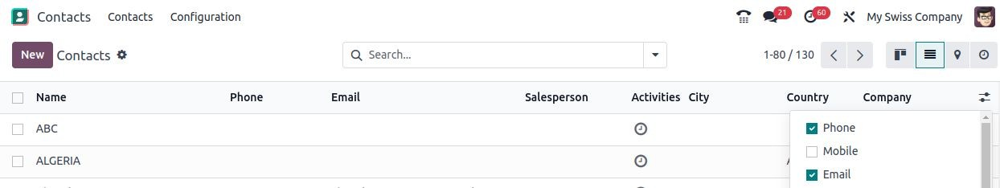 Contacts Contacts Configuration 21 60 My Swiss Company
New Contacts Search... 1-80 / 130
Name Phone Email Salesperson Activities City Country Company
ABC
Phone
Mobile
ALGERIA
Email